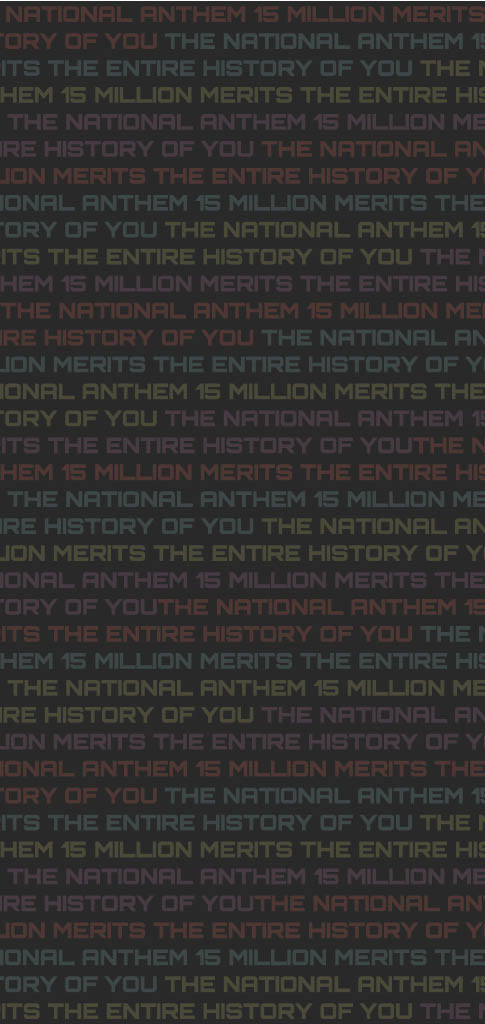 NATIONAL ANTHEM 15 MILLION MERITS
TORY OF YOU THE NATIONAL ANTHEM 15
ITS THE ENTIRE HISTORY OF YOU THE N
HEM 15 MILLION MERITS THE ENTIRE HIS
THE NATIONAL ANTHEM 15 MILLION ME
IRE HISTORY OF YOU THE NATIONAL AN
LION MERITS THE ENTIRE HISTORY OF Y
IONAL ANTHEM 15 MILLION MERITS THE
TORY OF YOU THE NATIONAL ANTHEM 15
ITS THE ENTIRE HISTORY OF YOU THE N
HEM 15 MILLION MERITS THE ENTIRE HIS
THE NATIONAL ANTHEM 15 MILLION ME
IRE HISTORY OF YOU THE NATIONAL AN
LION MERITS THE ENTIRE HISTORY OF Y
IONAL ANTHEM 15 MILLION MERITS THE
TORY OF YOU THE NATIONAL ANTHEM 15
ITS THE ENTIRE HISTORY OF YOUTHE N
HEM 15 MILLION MERITS THE ENTIRE HIS
THE NATIONAL ANTHEM 15 MILLION ME
IRE HISTORY OF YOU THE NATIONAL AN
LION MERITS THE ENTIRE HISTORY OF Y
IONAL ANTHEM 15 MILLION MERITS THE
TORY OF YOUTHE NATIONAL ANTHEM 15
ITS THE ENTIRE HISTORY OF YOU THE N
HEM 15 MILLION MERITS THE ENTIRE HIS
THE NATIONAL ANTHEM 15 MILLION ME
IRE HISTORY OF YOU THE NATIONAL AN
LION MERITS THE ENTIRE HISTORY OF Y
IONAL ANTHEM 15 MILLION MERITS THE
TORY OF YOU THE NATIONAL ANTHEM 15
ITS THE ENTIRE HISTORY OF YOU THE N
HEM 15 MILLION MERITS THE ENTIRE HIS
THE NATIONAL ANTHEM 15 MILLION ME
IRE HISTORY OF YOUTHE NATIONAL AN
LION MERITS THE ENTIRE HISTORY OF Y
IONAL ANTHEM 15 MILLION MERITS THE
TORY OF YOU THE NATIONAL ANTHEM 15
ITS THE ENTIRE HISTORY OF YOU THE N